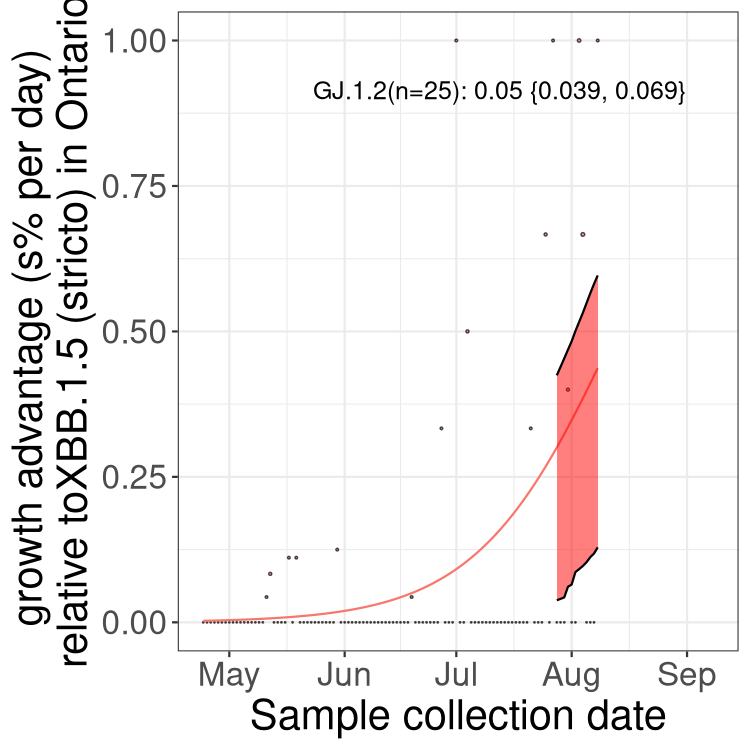 growth advantage (s% per day)
relative toXBB.1.5 (stricto) in Ontario
1.00
0.75
0.50
0.25
0.00
GJ.1.2(n=25): 0.05 {0.039, 0.069}
May Jun Jul Aug Sep
Sample collection date